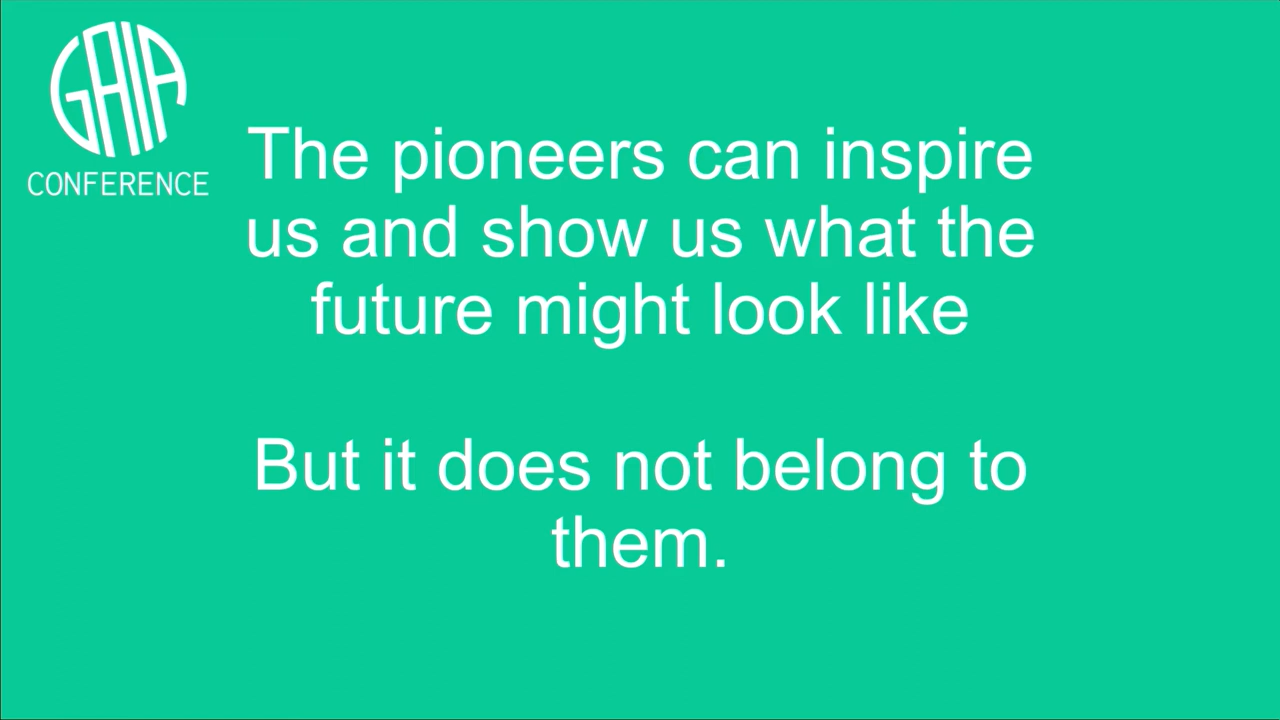 GAIA
CONFERENCE
The pioneers can inspire
us and show us what the
future might look like
But it does not belong to
them.